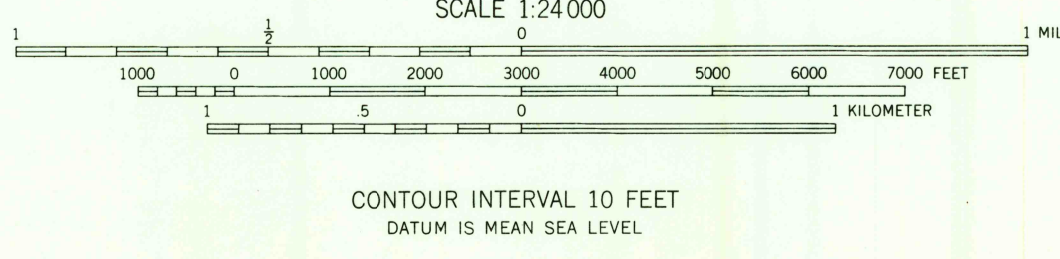 SCALE 1:24 000
1 1/2 0 1 MIL
1000 0 1000 2000 3000 4000 5000 6000 7000 FEET
1 .5 0 1 KILOMETER
CONTOUR INTERVAL 10 FEET
DATUM IS MEAN SEA LEVEL